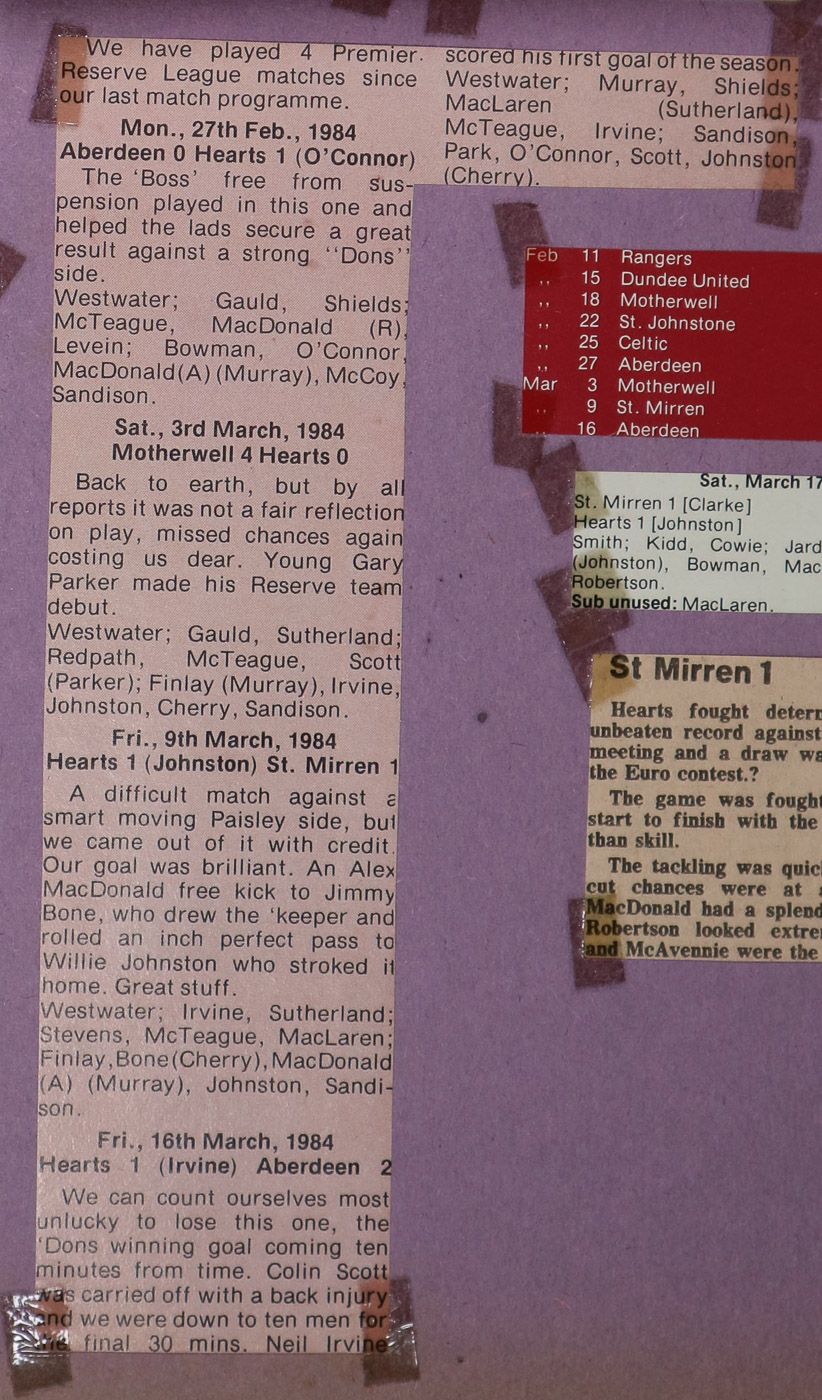 We have played 4 Premier
Reserve League matches since
our last match programme.
Mon., 27th Feb., 1984
Aberdeen 0 Hearts 1 (O'Connor)
The 'Boss' free from sus-
pension played in this one and
helped the lads secure a great
result against a strong "Dons"
side.
Westwater; Gauld, Shields;
McTeague, MacDonald (R),
Levein; Bowman, O'Connor,
MacDonald(A) (Murray), McCoy,
Sandison.
Sat., 3rd March, 1984
Motherwell 4 Hearts 0
Back to earth, but by all
reports it was not a fair reflection
on play, missed chances again
costing us dear. Young Gary
Parker made his Reserve team
debut.
Westwater; Gauld, Sutherland;
Redpath, McTeague, Scott
(Parker); Finlay (Murray), Irvine,
Johnston, Cherry, Sandison.
Fri., 9th March, 1984
Hearts 1 (Johnston) St. Mirren 1
A difficult match against a
smart moving Paisley side, but
we came out of it with credit.
Our goal was brilliant. An Alex
MacDonald free kick to Jimmy
Bone, who drew the 'keeper and
rolled an inch perfect pass to
Willie Johnston who stroked it
home. Great stuff.
Westwater; Irvine, Sutherland;
Stevens, McTeague, MacLaren;
Finlay, Bone (Cherry), MacDonald
(A) (Murray), Johnston, Sandi-
son.
Fri., 16th March, 1984
Hearts 1 (Irvine) Aberdeen 2
We can count ourselves most
unlucky to lose this one, the
'Dons winning goal coming ten
minutes from time. Colin Scott
was carried off with a back injury
and we were down to ten men for
the final 30 mins. Neil Irvine
scored his first goal of the season.
Westwater; Murray, Shields;
MacLaren (Sutherland),
McTeague, Irvine; Sandison,
Park, O'Connor, Scott, Johnston
(Cherry).
Feb 11 Rangers
,, 15 Dundee United
,, 18 Motherwell
,, 22 St. Johnstone
,, 25 Celtic
,, 27 Aberdeen
Mar 3 Motherwell
,, 9 St. Mirren
,, 16 Aberdeen
Sat., March 17
St. Mirren 1 [Clarke]
Hearts 1 [Johnston]
Smith; Kidd, Cowie; Jard
(Johnston), Bowman, Mac
Robertson.
Sub unused: MacLaren.
St Mirren 1
Hearts fought deterr
unbeaten record against
meeting and a draw wa
the Euro contest.?
The game was fought
start to finish with the
than skill.
The tackling was quic
cut chances were at a
MacDonald had a splend
Robertson looked extre
and McAvennie were the